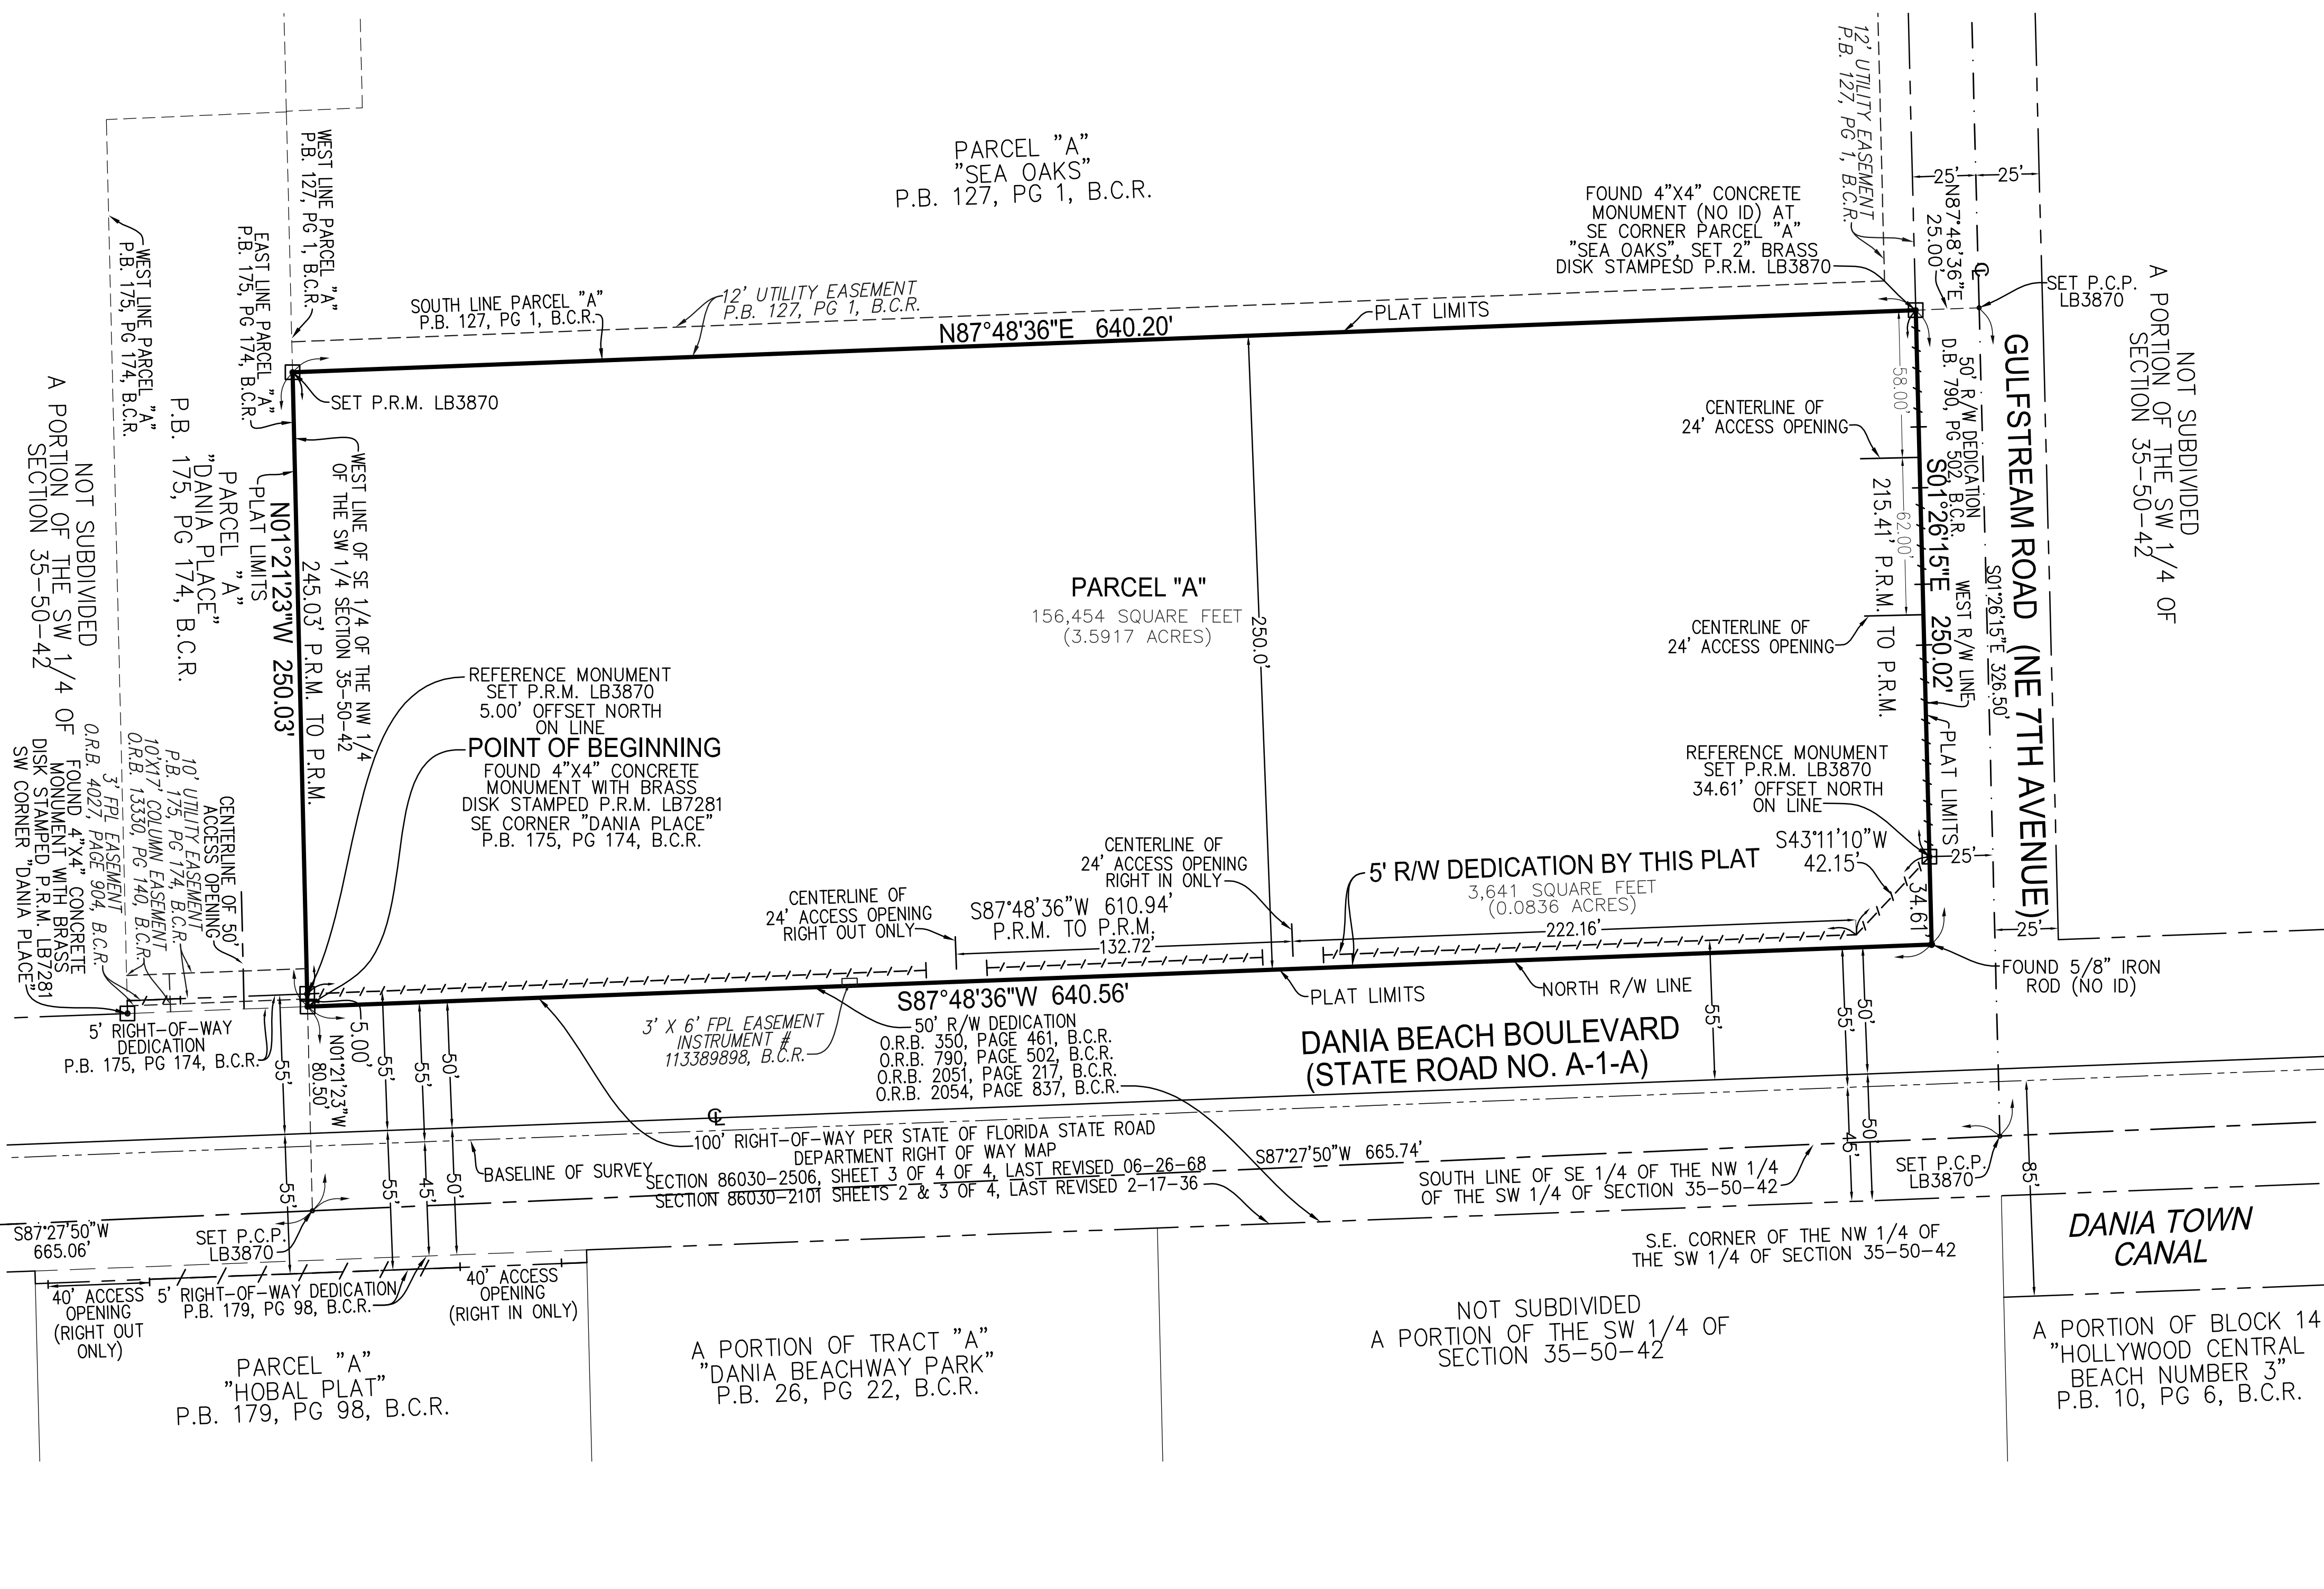 PARCEL "A"
"SEA OAKS"
P.B. 127, PG 1, B.C.R.
12' UTILITY EASEMENT
P.B. 127, PG 1, B.C.R.
FOUND 4"X4" CONCRETE
MONUMENT (NO ID) AT
SE CORNER PARCEL "A"
"SEA OAKS", SET 2" BRASS
DISK STAMPESD P.R.M. LB3870
25'
25'
N87°48'36"E
25.00'
℄
SET P.C.P.
LB3870
NOT SUBDIVIDED
A PORTION OF THE SW 1/4 OF
SECTION 35-50-42
WEST LINE PARCEL "A"
P.B. 127, PG 1, B.C.R.
EAST LINE PARCEL "A"
P.B. 175, PG 174, B.C.R.
WEST LINE PARCEL "A"
P.B. 175, PG 174, B.C.R.
SOUTH LINE PARCEL "A"
P.B. 127, PG 1, B.C.R.
12' UTILITY EASEMENT
P.B. 127, PG 1, B.C.R.
N87°48'36"E 640.20'
PLAT LIMITS
SET P.R.M. LB3870
NOT SUBDIVIDED
A PORTION OF THE SW 1/4 OF
SECTION 35-50-42
PARCEL "A"
"DANIA PLACE"
P.B. 175, PG 174, B.C.R.
PLAT LIMITS
N01°21'23"W 250.03'
245.03' P.R.M. TO P.R.M.
WEST LINE OF SE 1/4 OF THE NW 1/4
OF THE SW 1/4 SECTION 35-50-42
CENTERLINE OF
24' ACCESS OPENING
58.00'
62.00'
215.41' P.R.M. TO P.R.M.
S01°26'15"E 250.02'
50' R/W DEDICATION
D.B. 790, PG 502, B.C.R.
WEST R/W LINE
S01°26'15"E 326.50'
GULFSTREAM ROAD (NE 7TH AVENUE)
PLAT LIMITS
PARCEL "A"
156,454 SQUARE FEET
(3.5917 ACRES)
250.0'
CENTERLINE OF
24' ACCESS OPENING
REFERENCE MONUMENT
SET P.R.M. LB3870
5.00' OFFSET NORTH
ON LINE
POINT OF BEGINNING
FOUND 4"X4" CONCRETE
MONUMENT WITH BRASS
DISK STAMPED P.R.M. LB7281
SE CORNER "DANIA PLACE"
P.B. 175, PG 174, B.C.R.
REFERENCE MONUMENT
SET P.R.M. LB3870
34.61' OFFSET NORTH
ON LINE
S43°11'10"W
42.15'
25'
34.61'
25'
CENTERLINE OF 50'
ACCESS OPENING
10' UTILITY EASEMENT
P.B. 175, PG 174, B.C.R.
10'X17' COLUMN EASEMENT
O.R.B. 13330, PG 140, B.C.R.
3' FPL EASEMENT
O.R.B. 4027, PAGE 904, B.C.R.
FOUND 4"X4" CONCRETE
MONUMENT WITH BRASS
DISK STAMPED P.R.M. LB7281
SW CORNER "DANIA PLACE"
CENTERLINE OF
24' ACCESS OPENING
RIGHT OUT ONLY
CENTERLINE OF
24' ACCESS OPENING
RIGHT IN ONLY
S87°48'36"W 610.94'
P.R.M. TO P.R.M.
132.72'
5' R/W DEDICATION BY THIS PLAT
3,641 SQUARE FEET
(0.0836 ACRES)
222.16'
FOUND 5/8" IRON
ROD (NO ID)
S87°48'36"W 640.56'
PLAT LIMITS
NORTH R/W LINE
5' RIGHT-OF-WAY
DEDICATION
P.B. 175, PG 174, B.C.R.
55'
5.00'
N01°21'23"W
80.50'
55'
55'
50'
3' X 6' FPL EASEMENT
INSTRUMENT #
113389898, B.C.R.
50' R/W DEDICATION
O.R.B. 350, PAGE 461, B.C.R.
O.R.B. 790, PAGE 502, B.C.R.
O.R.B. 2051, PAGE 217, B.C.R.
O.R.B. 2054, PAGE 837, B.C.R.
DANIA BEACH BOULEVARD
(STATE ROAD NO. A-1-A)
55'
55'
50'
℄
100' RIGHT-OF-WAY PER STATE OF FLORIDA STATE ROAD
DEPARTMENT RIGHT OF WAY MAP
SECTION 86030-2506, SHEET 3 OF 4 OF 4, LAST REVISED 06-26-68
SECTION 86030-2101 SHEETS 2 & 3 OF 4, LAST REVISED 2-17-36
BASELINE OF SURVEY
S87°27'50"W 665.74'
SOUTH LINE OF SE 1/4 OF THE NW 1/4
OF THE SW 1/4 OF SECTION 35-50-42
45'
50'
SET P.C.P.
LB3870
85'
55'
55'
45'
50'
S87°27'50"W
665.06'
SET P.C.P.
LB3870
S.E. CORNER OF THE NW 1/4 OF
THE SW 1/4 OF SECTION 35-50-42
DANIA TOWN
CANAL
40' ACCESS
OPENING
(RIGHT OUT
ONLY)
5' RIGHT-OF-WAY DEDICATION
P.B. 179, PG 98, B.C.R.
40' ACCESS
OPENING
(RIGHT IN ONLY)
PARCEL "A"
"HOBAL PLAT"
P.B. 179, PG 98, B.C.R.
A PORTION OF TRACT "A"
"DANIA BEACHWAY PARK"
P.B. 26, PG 22, B.C.R.
NOT SUBDIVIDED
A PORTION OF THE SW 1/4 OF
SECTION 35-50-42
A PORTION OF BLOCK 14
"HOLLYWOOD CENTRAL
BEACH NUMBER 3"
P.B. 10, PG 6, B.C.R.